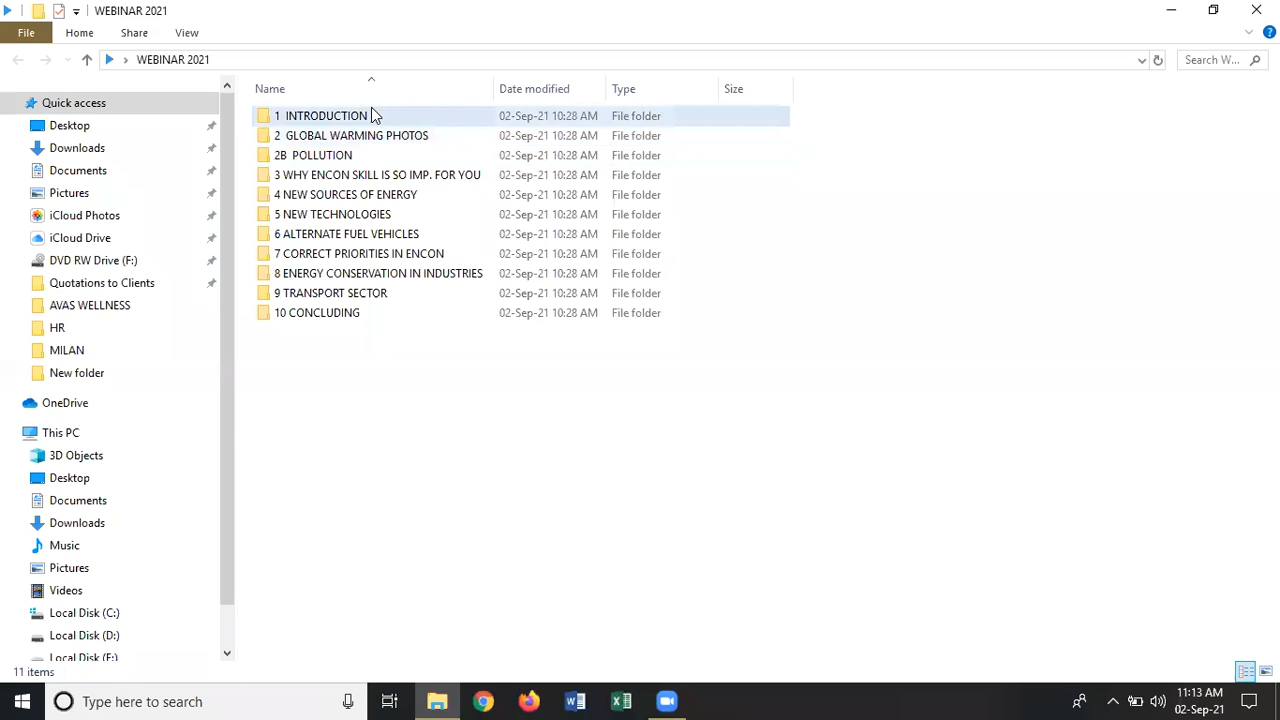 WEBINAR 2021
File Home Share View
WEBINAR 2021 Search W...
Name Date modified Type Size
Quick access
Desktop
Downloads
Documents
Pictures
iCloud Photos
iCloud Drive
DVD RW Drive (F:)
Quotations to Clients
AVAS WELLNESS
HR
MILAN
New folder
OneDrive
This PC
3D Objects
Desktop
Documents
Downloads
Music
Pictures
Videos
Local Disk (C:)
Local Disk (D:)
Local Disk (E:)
1 INTRODUCTION 02-Sep-21 10:28 AM File folder
2 GLOBAL WARMING PHOTOS 02-Sep-21 10:28 AM File folder
2B POLLUTION 02-Sep-21 10:28 AM File folder
3 WHY ENCON SKILL IS SO IMP. FOR YOU 02-Sep-21 10:28 AM File folder
4 NEW SOURCES OF ENERGY 02-Sep-21 10:28 AM File folder
5 NEW TECHNOLOGIES 02-Sep-21 10:28 AM File folder
6 ALTERNATE FUEL VEHICLES 02-Sep-21 10:28 AM File folder
7 CORRECT PRIORITIES IN ENCON 02-Sep-21 10:28 AM File folder
8 ENERGY CONSERVATION IN INDUSTRIES 02-Sep-21 10:28 AM File folder
9 TRANSPORT SECTOR 02-Sep-21 10:28 AM File folder
10 CONCLUDING 02-Sep-21 10:28 AM File folder
11 items
Type here to search
11:13 AM
02-Sep-21